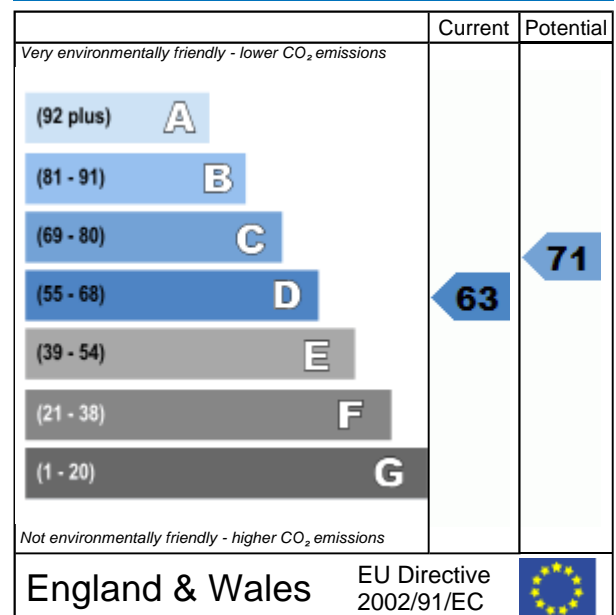 Current Potential
Very environmentally friendly - lower CO₂ emissions
(92 plus) A
(81 - 91) B
(69 - 80) C
71
(55 - 68) D
63
(39 - 54) E
(21 - 38) F
(1 - 20) G
Not environmentally friendly - higher CO₂ emissions
England & Wales
EU Directive
2002/91/EC